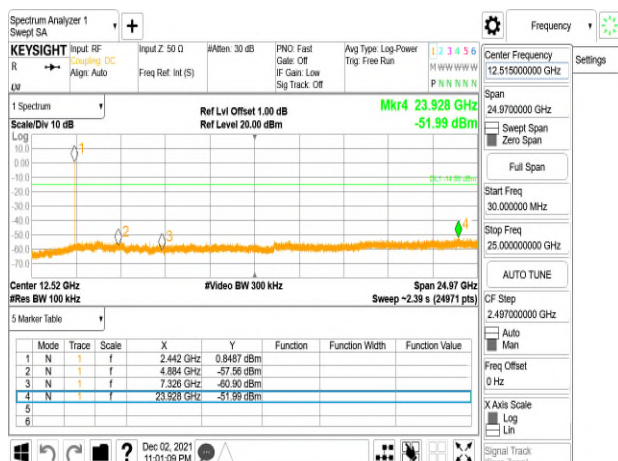 Spectrum Analyzer 1
Swept SA
+
Frequency
KEYSIGHT
R
Input: RF
Coupling: DC
Align: Auto
Input Z: 50 Ω
Freq Ref: Int (S)
#Atten: 30 dB
PNO: Fast
Gate: Off
IF Gain: Low
Sig Track: Off
Avg Type: Log-Power
Trig: Free Run
1 2 3 4 5 6
M W W W W W
P N N N N N
1 Spectrum
Scale/Div 10 dB
Log
Ref Lvl Offset 1.00 dB
Ref Level 20.00 dBm
Mkr4 23.928 GHz
-51.99 dBm
10.0
0.00
-10.0
-20.0
-30.0
-40.0
-50.0
-60.0
-70.0
1
2
3
4
Center 12.52 GHz
#Res BW 100 kHz
#Video BW 300 kHz
Span 24.97 GHz
Sweep ~2.39 s (24971 pts)
5 Marker Table
Mode Trace Scale X Y Function Function Width Function Value
1 N 1 f 2.442 GHz 0.8487 dBm
2 N 1 f 4.884 GHz -57.56 dBm
3 N 1 f 7.326 GHz -60.90 dBm
4 N 1 f 23.928 GHz -51.99 dBm
5
6
?
Dec 02, 2021
11:01:09 PM
Center Frequency
12.515000000 GHz
Settings
Span
24.9700000 GHz
Swept Span
Zero Span
Full Span
Start Freq
30.000000 MHz
Stop Freq
25.000000000 GHz
AUTO TUNE
CF Step
2.497000000 GHz
Auto
Man
Freq Offset
0 Hz
X Axis Scale
Log
Lin
Signal Track